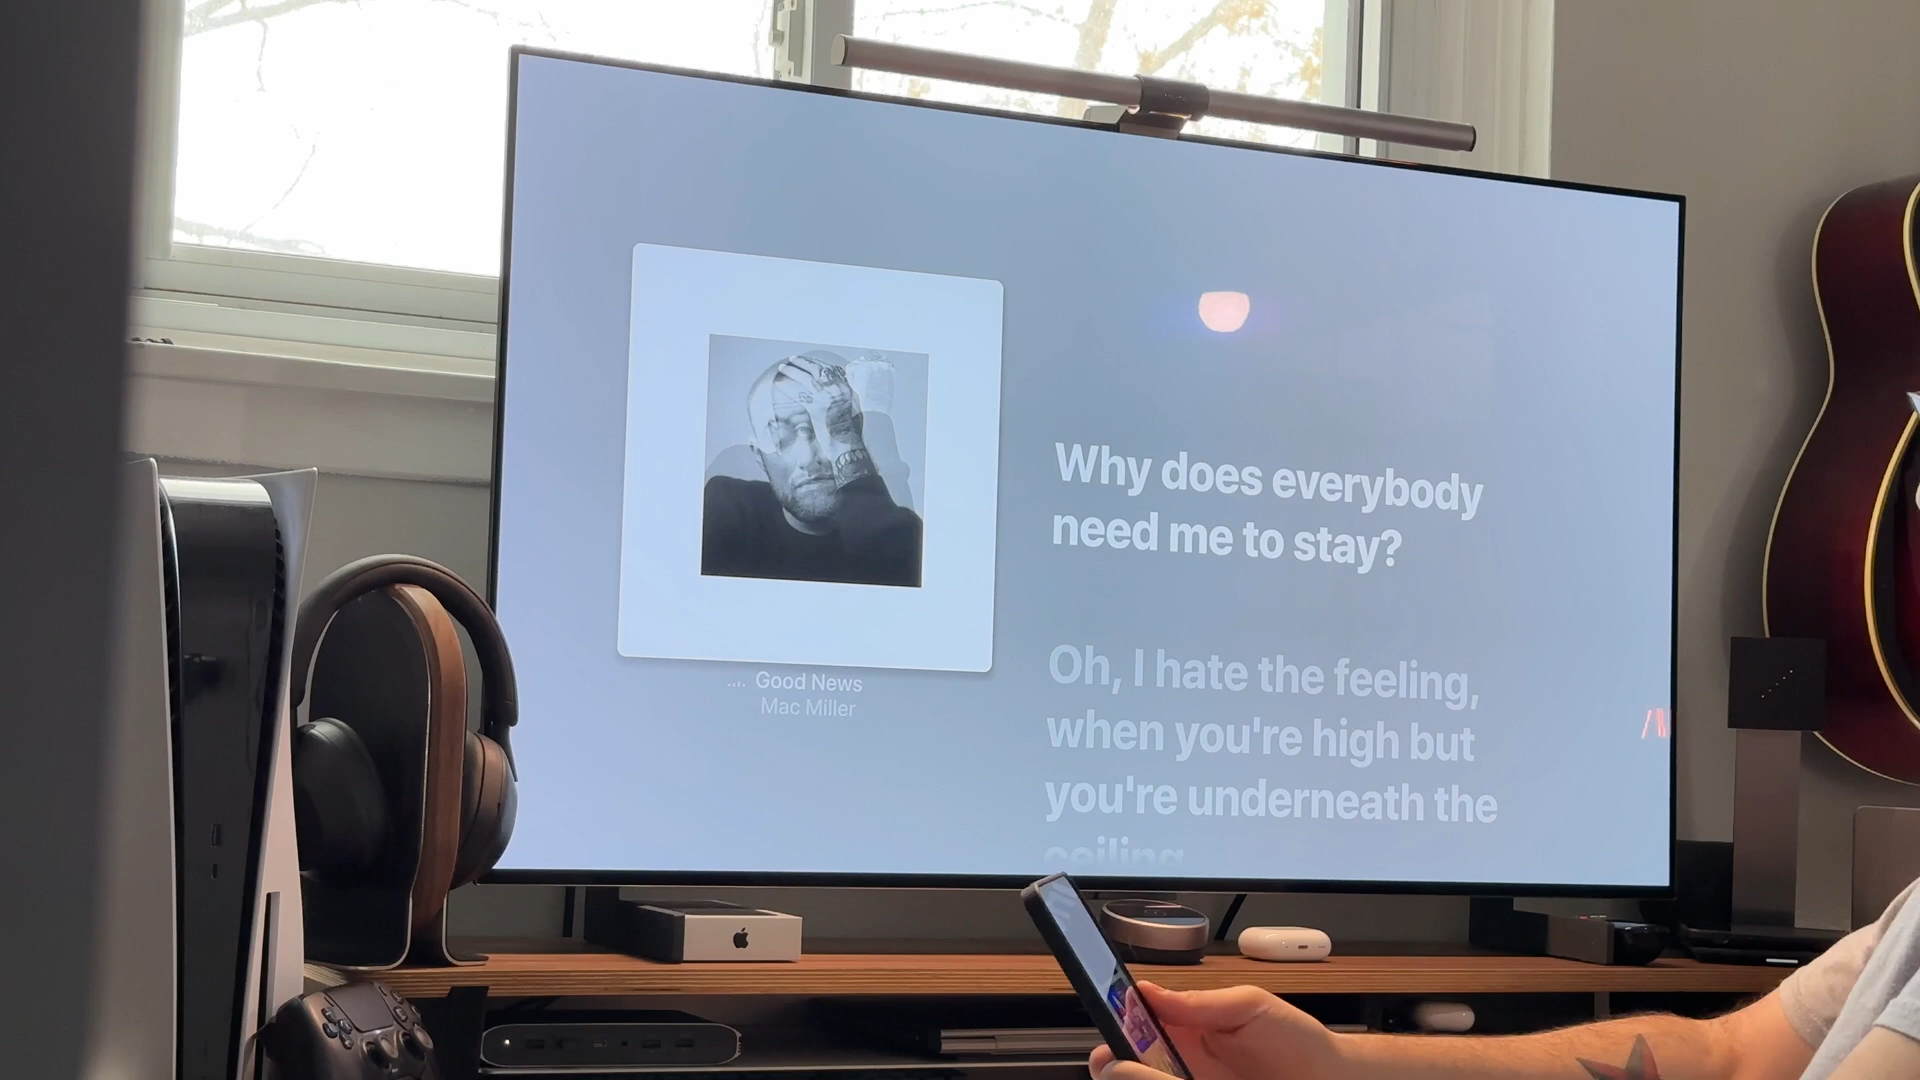 Why does everybody
need me to stay?
Oh, I hate the feeling,
when you're high but
you're underneath the
ceiling
Good News
Mac Miller